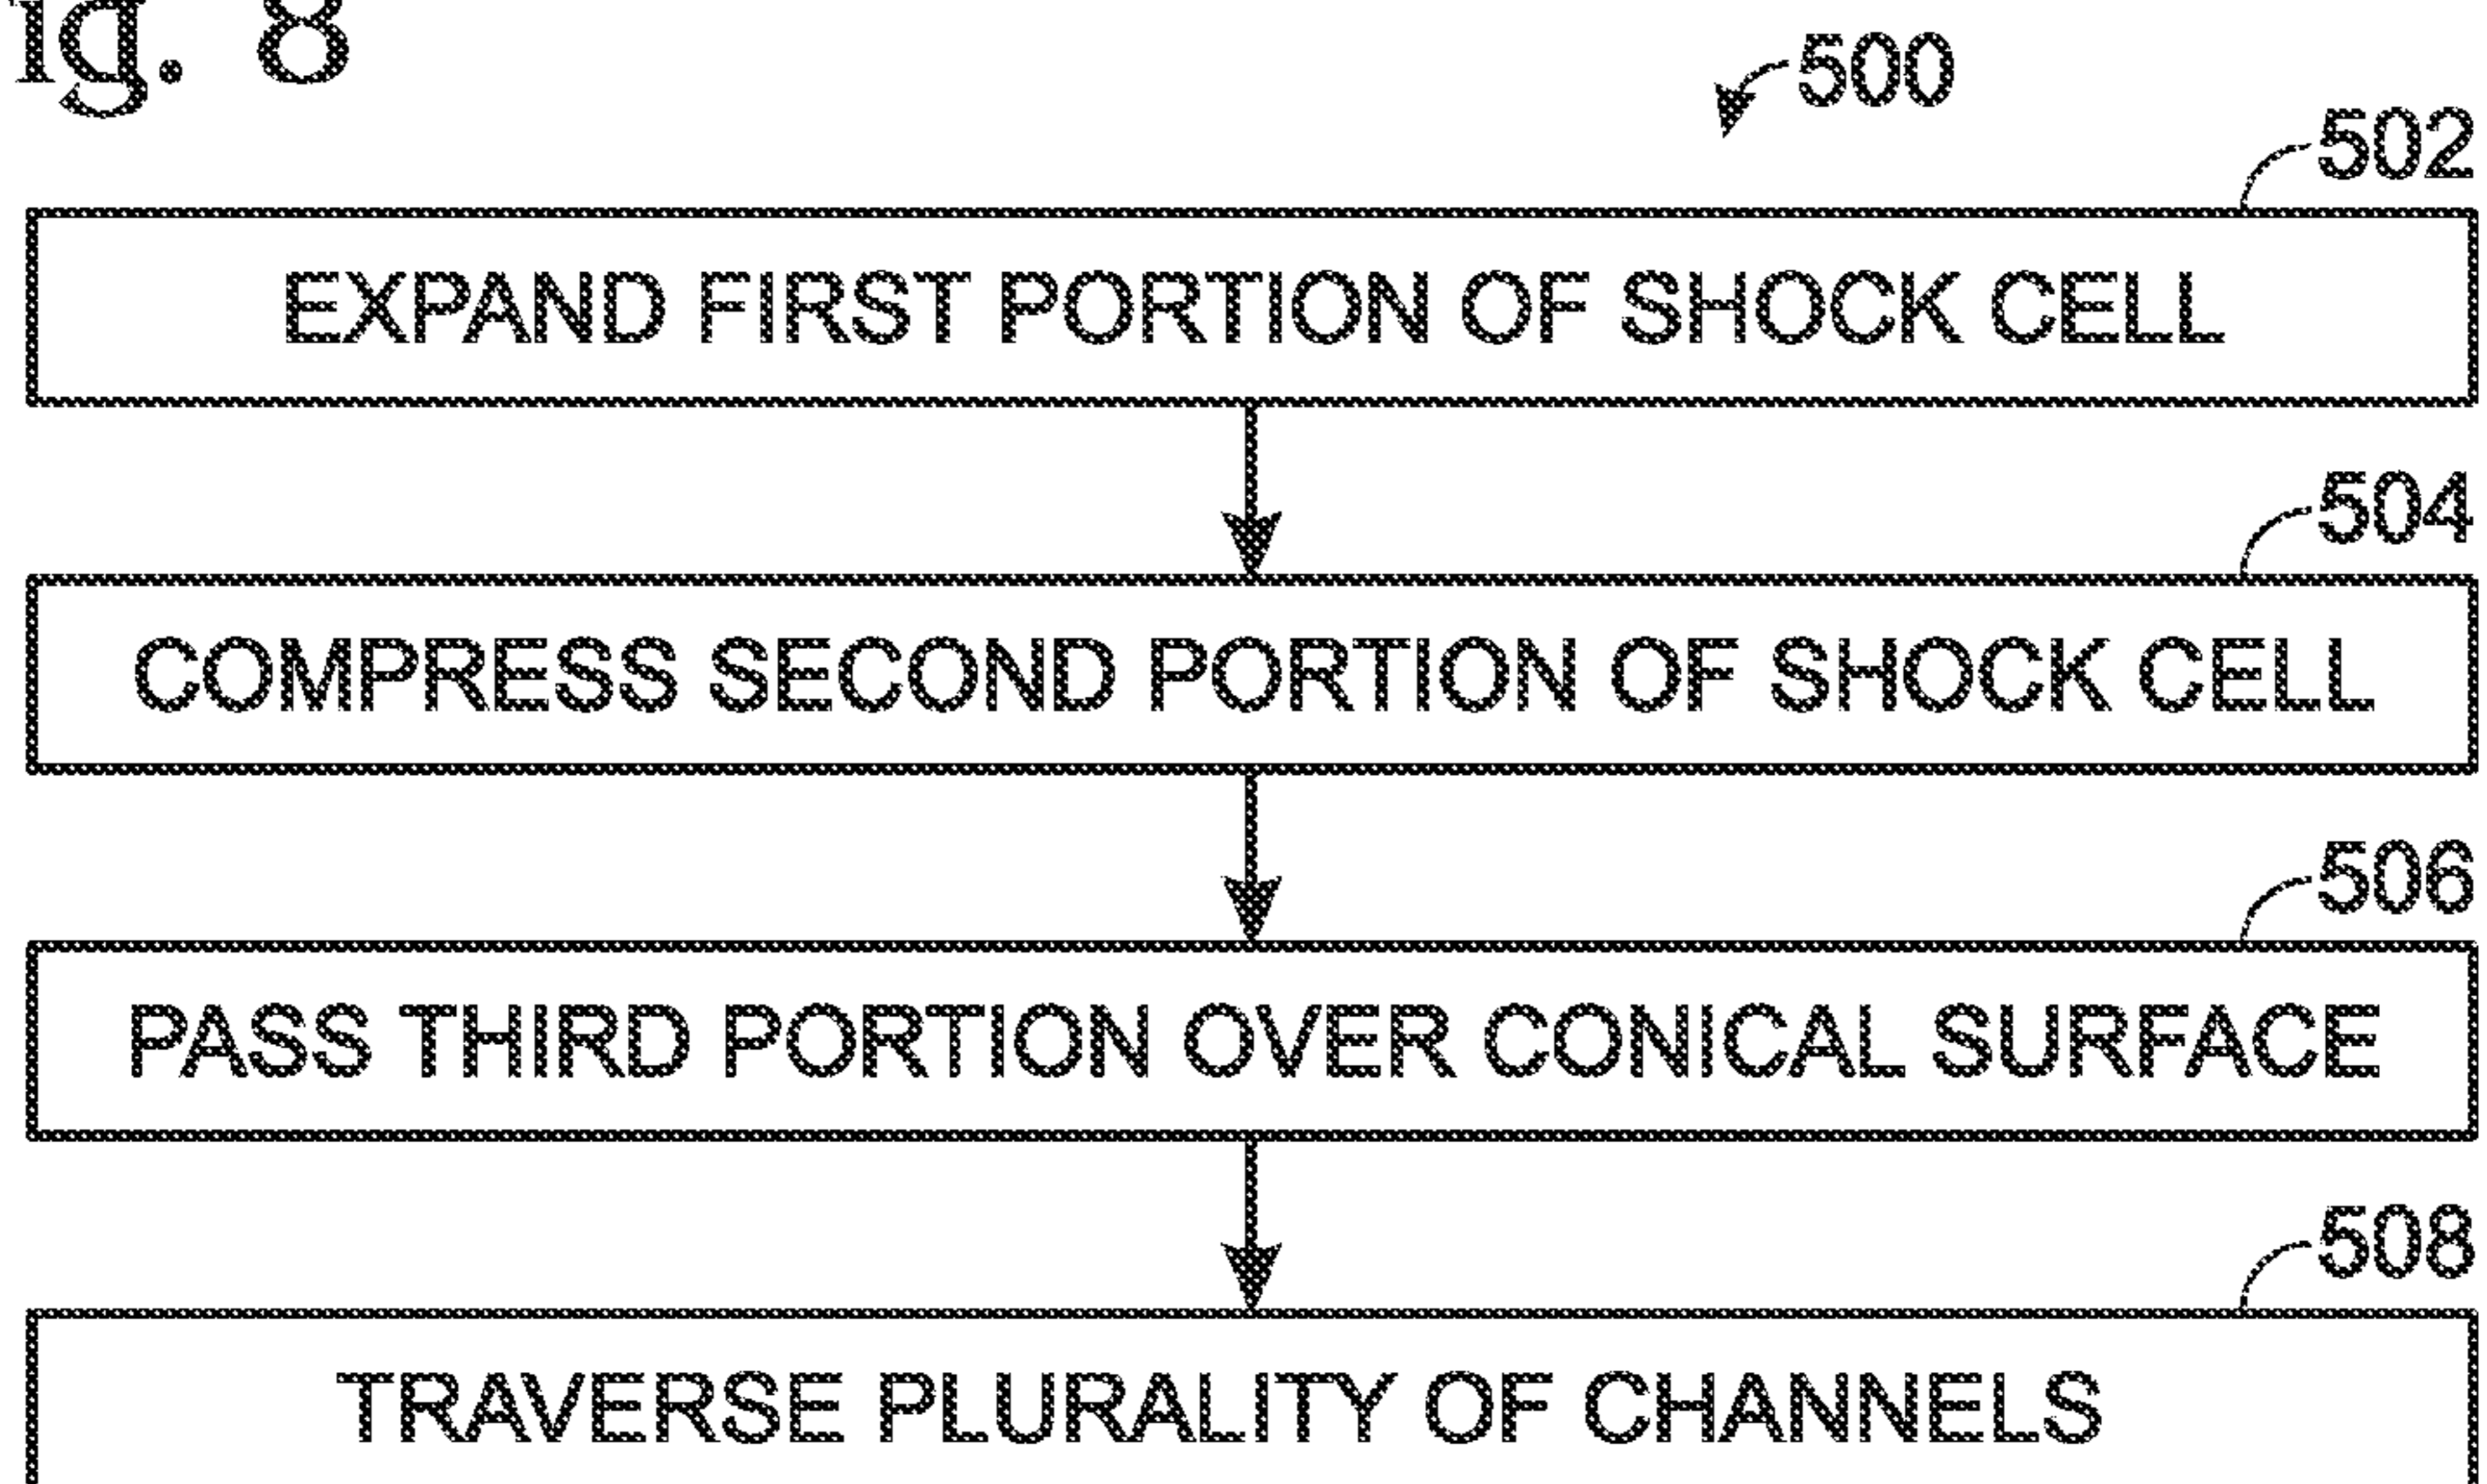 ig. 8
500
502
EXPAND FIRST PORTION OF SHOCK CELL
504
COMPRESS SECOND PORTION OF SHOCK CELL
506
PASS THIRD PORTION OVER CONICAL SURFACE
508
TRAVERSE PLURALITY OF CHANNELS